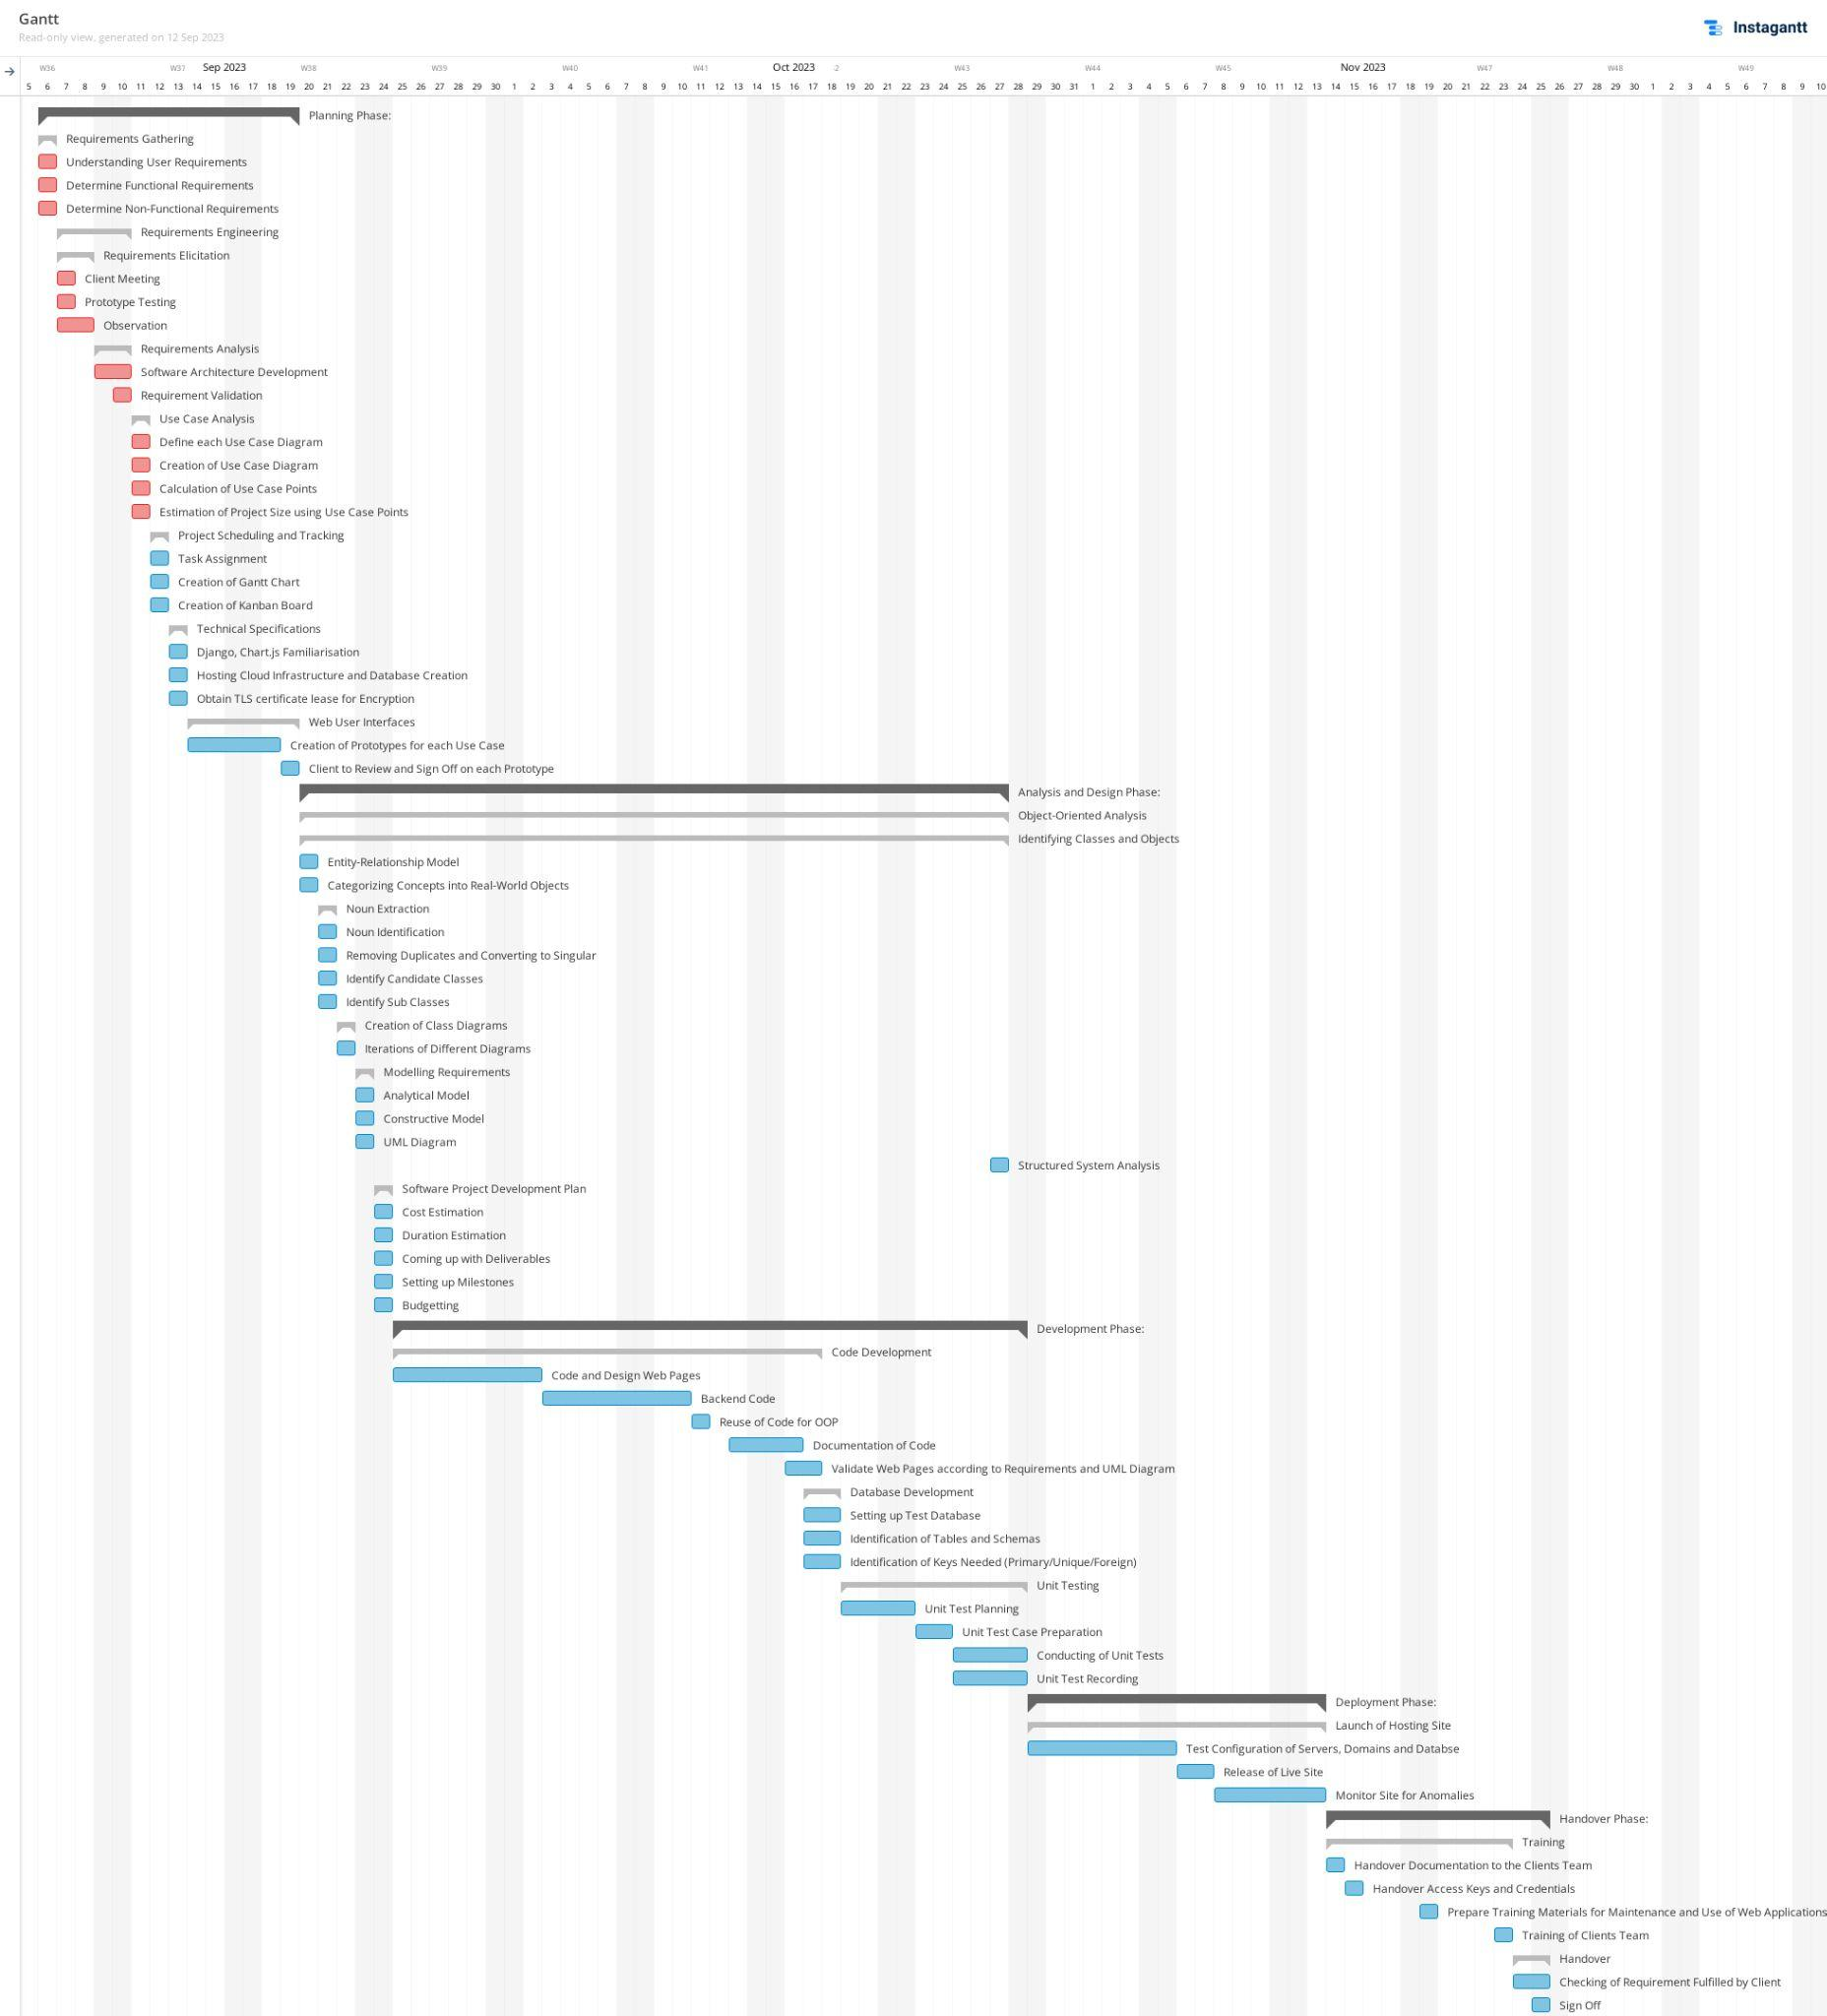 Gantt
Read-only view, generated on 12 Sep 2023
Instagantt
W36 W37 Sep 2023 W38 W39 W40 W41 Oct 2023 -2 W43 W44 W45 Nov 2023 W47 W48 W49
5 6 7 8 9 10 11 12 13 14 15 16 17 18 19 20 21 22 23 24 25 26 27 28 29 30 1 2 3 4 5 6 7 8 9 10 11 12 13 14 15 16 17 18 19 20 21 22 23 24 25 26 27 28 29 30 31 1 2 3 4 5 6 7 8 9 10 11 12 13 14 15 16 17 18 19 20 21 22 23 24 25 26 27 28 29 30 1 2 3 4 5 6 7 8 9 10
Planning Phase:
Requirements Gathering
Understanding User Requirements
Determine Functional Requirements
Determine Non-Functional Requirements
Requirements Engineering
Requirements Elicitation
Client Meeting
Prototype Testing
Observation
Requirements Analysis
Software Architecture Development
Requirement Validation
Use Case Analysis
Define each Use Case Diagram
Creation of Use Case Diagram
Calculation of Use Case Points
Estimation of Project Size using Use Case Points
Project Scheduling and Tracking
Task Assignment
Creation of Gantt Chart
Creation of Kanban Board
Technical Specifications
Django, Chart.js Familiarisation
Hosting Cloud Infrastructure and Database Creation
Obtain TLS certificate lease for Encryption
Web User Interfaces
Creation of Prototypes for each Use Case
Client to Review and Sign Off on each Prototype
Analysis and Design Phase:
Object-Oriented Analysis
Identifying Classes and Objects
Entity-Relationship Model
Categorizing Concepts into Real-World Objects
Noun Extraction
Noun Identification
Removing Duplicates and Converting to Singular
Identify Candidate Classes
Identify Sub Classes
Creation of Class Diagrams
Iterations of Different Diagrams
Modelling Requirements
Analytical Model
Constructive Model
UML Diagram
Structured System Analysis
Software Project Development Plan
Cost Estimation
Duration Estimation
Coming up with Deliverables
Setting up Milestones
Budgetting
Development Phase:
Code Development
Code and Design Web Pages
Backend Code
Reuse of Code for OOP
Documentation of Code
Validate Web Pages according to Requirements and UML Diagram
Database Development
Setting up Test Database
Identification of Tables and Schemas
Identification of Keys Needed (Primary/Unique/Foreign)
Unit Testing
Unit Test Planning
Unit Test Case Preparation
Conducting of Unit Tests
Unit Test Recording
Deployment Phase:
Launch of Hosting Site
Test Configuration of Servers, Domains and Databse
Release of Live Site
Monitor Site for Anomalies
Handover Phase:
Training
Handover Documentation to the Clients Team
Handover Access Keys and Credentials
Prepare Training Materials for Maintenance and Use of Web Applications
Training of Clients Team
Handover
Checking of Requirement Fulfilled by Client
Sign Off